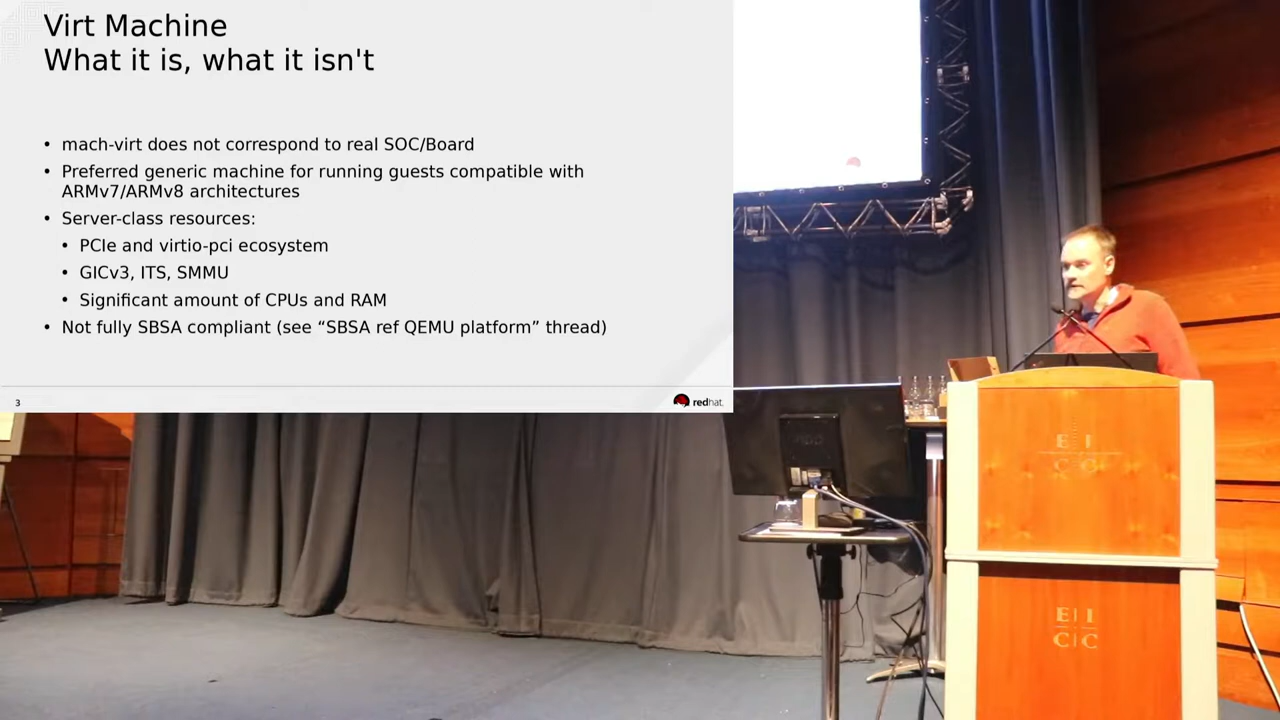 Virt Machine
What it is, what it isn't
• mach-virt does not correspond to real SOC/Board
• Preferred generic machine for running guests compatible with
ARMv7/ARMv8 architectures
• Server-class resources:
• PCIe and virtio-pci ecosystem
• GICv3, ITS, SMMU
• Significant amount of CPUs and RAM
• Not fully SBSA compliant (see “SBSA ref QEMU platform” thread)
3
redhat.
E I
C C
E I
C C